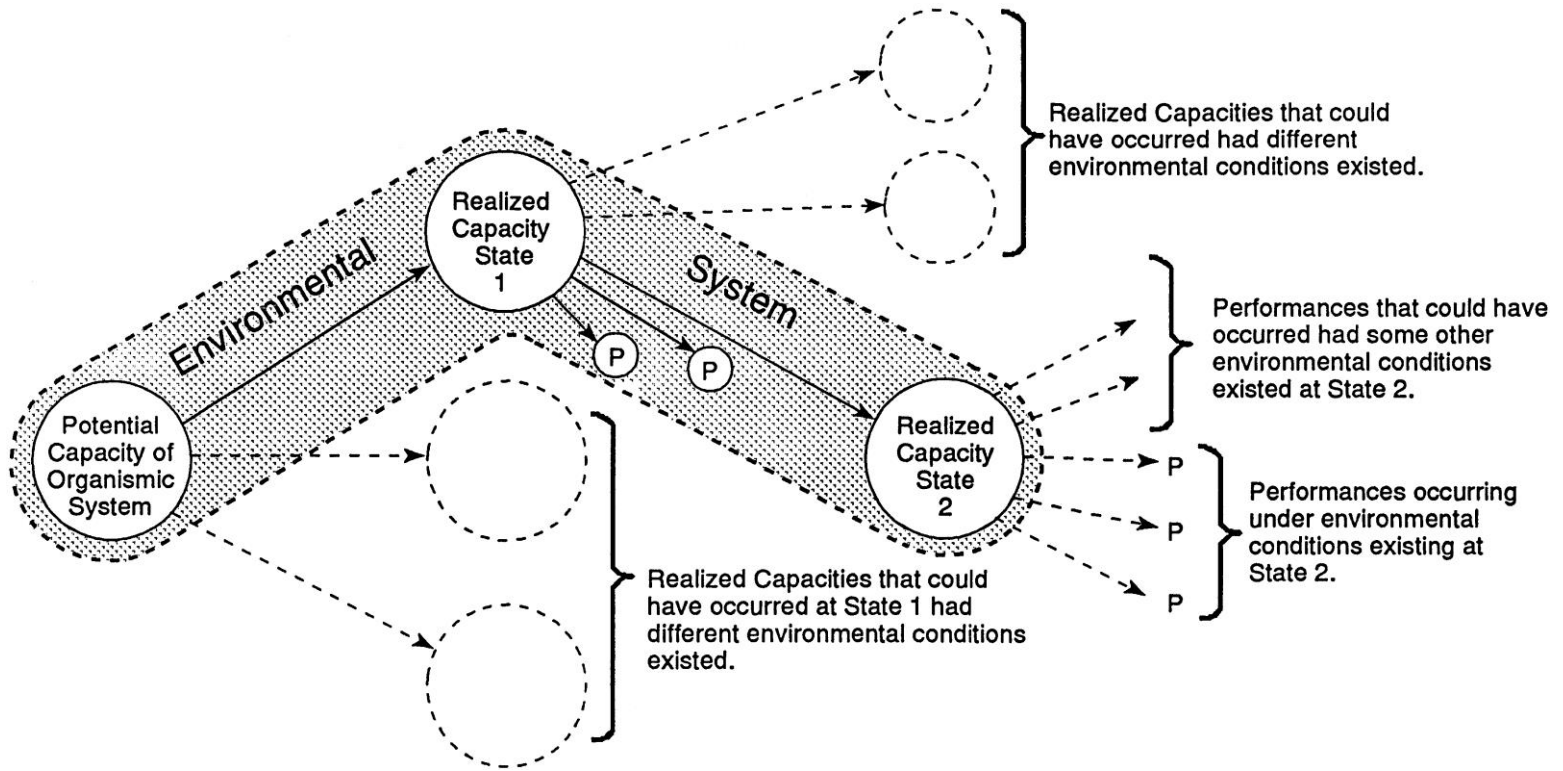 Realized Capacities that could
have occurred had different
environmental conditions existed.
Realized
Capacity
State
1
Environmental
System
P
P
Performances that could have
occurred had some other
environmental conditions
existed at State 2.
Potential
Capacity of
Organismic
System
Realized
Capacity
State
2
P
P
P
Performances occurring
under environmental
conditions existing at
State 2.
Realized Capacities that could
have occurred at State 1 had
different environmental conditions
existed.